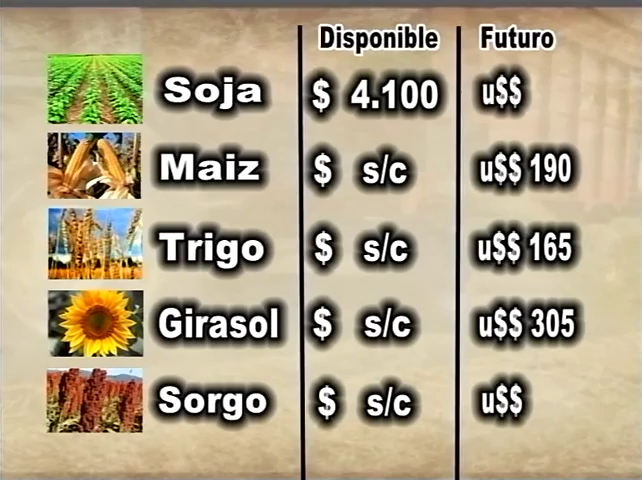 Disponible Futuro
Soja $ 4.100 u$$
Maiz $ s/c u$$ 190
Trigo $ s/c u$$ 165
Girasol $ s/c u$$ 305
Sorgo $ s/c u$$